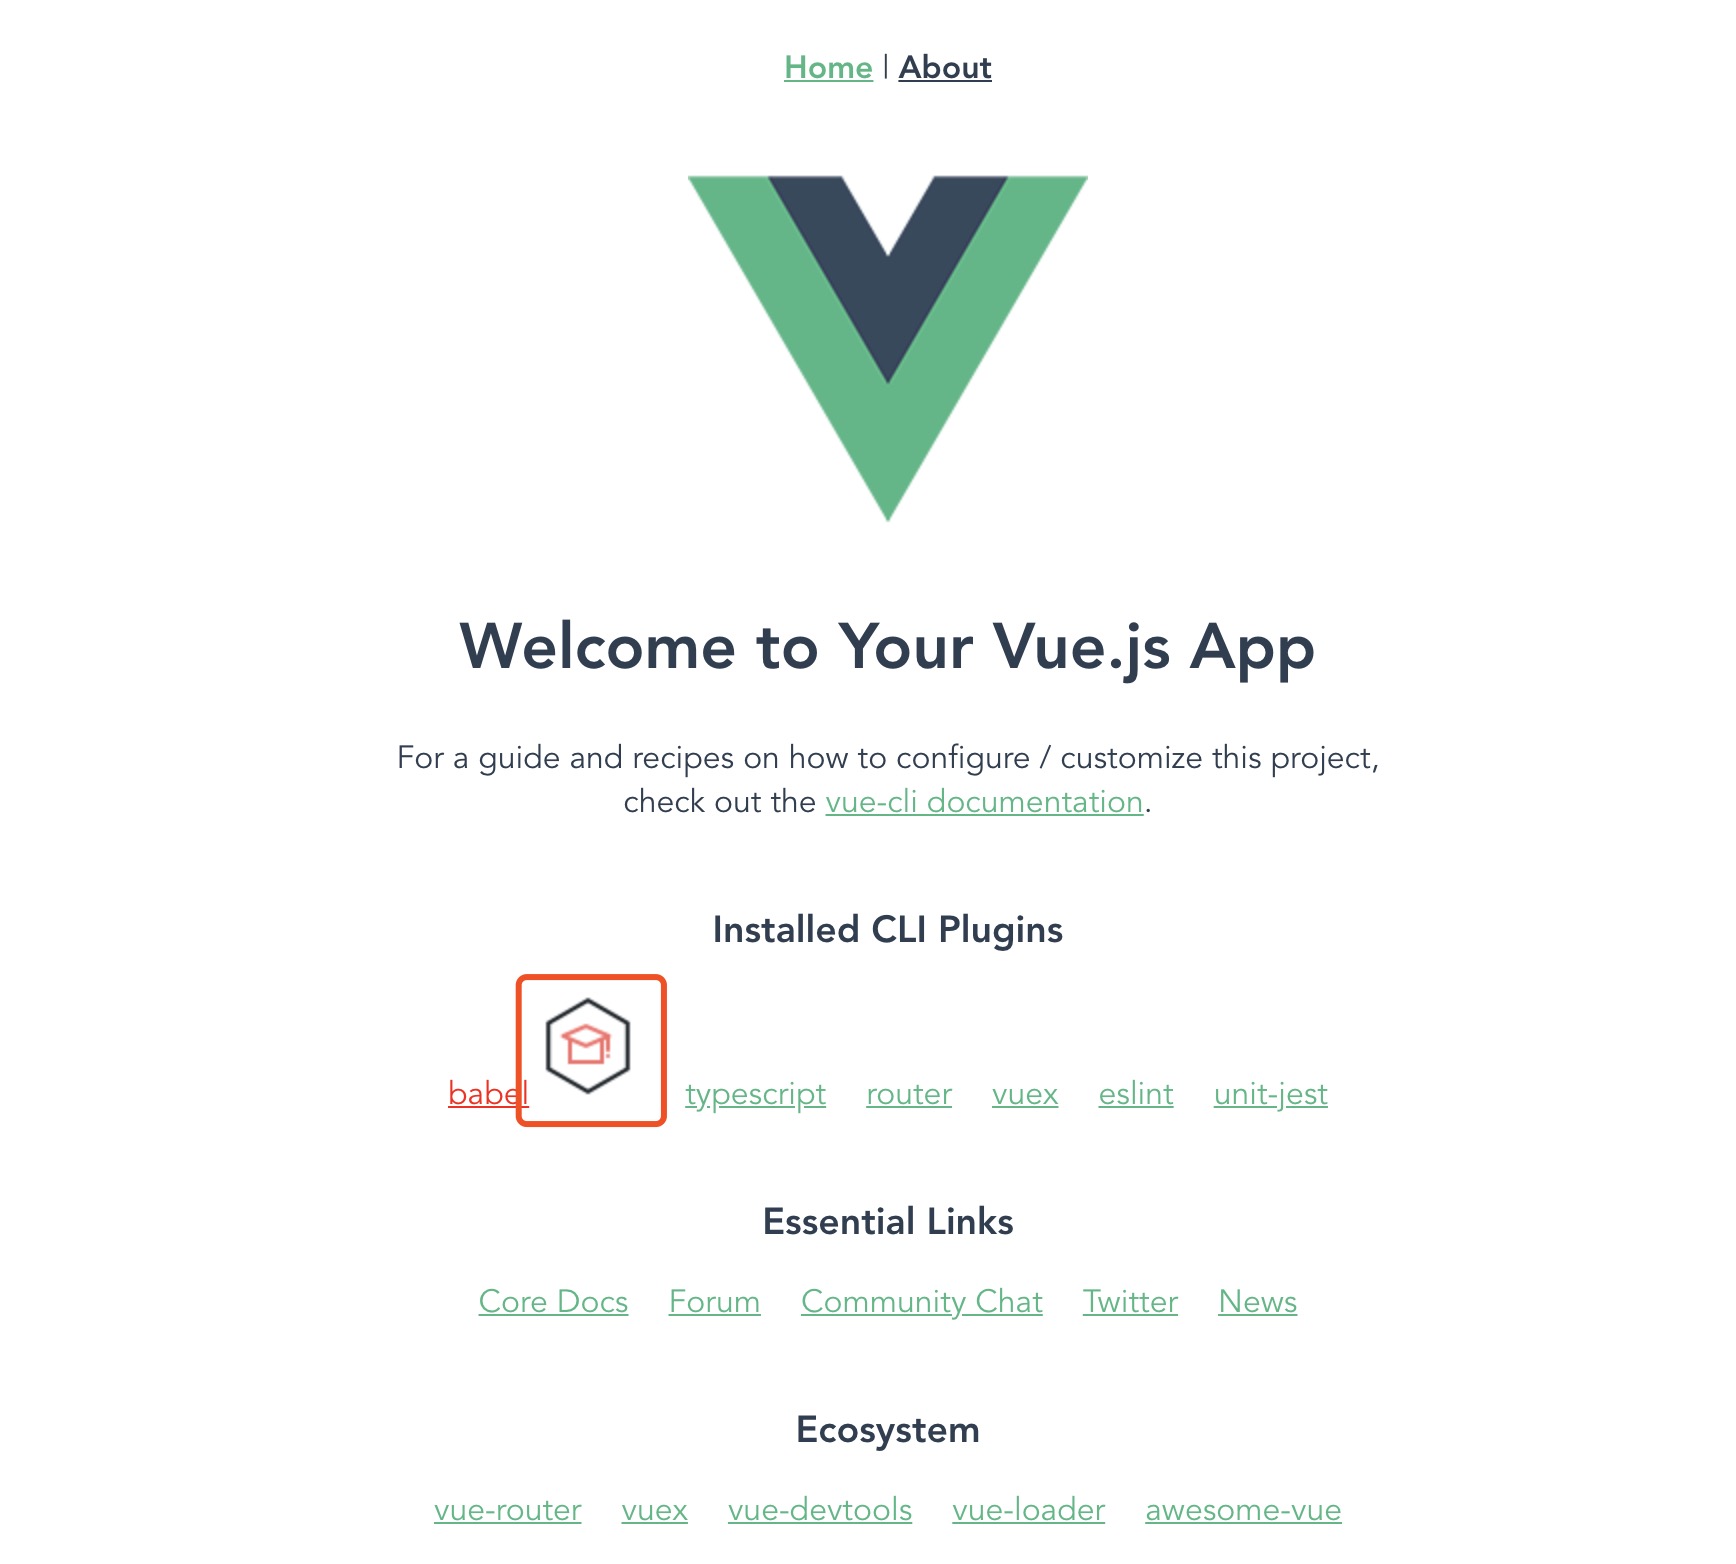 Home | About
Welcome to Your Vue.js App
For a guide and recipes on how to configure / customize this project,
check out the vue-cli documentation.
Installed CLI Plugins
babel typescript router vuex eslint unit-jest
Essential Links
Core Docs Forum Community Chat Twitter News
Ecosystem
vue-router vuex vue-devtools vue-loader awesome-vue